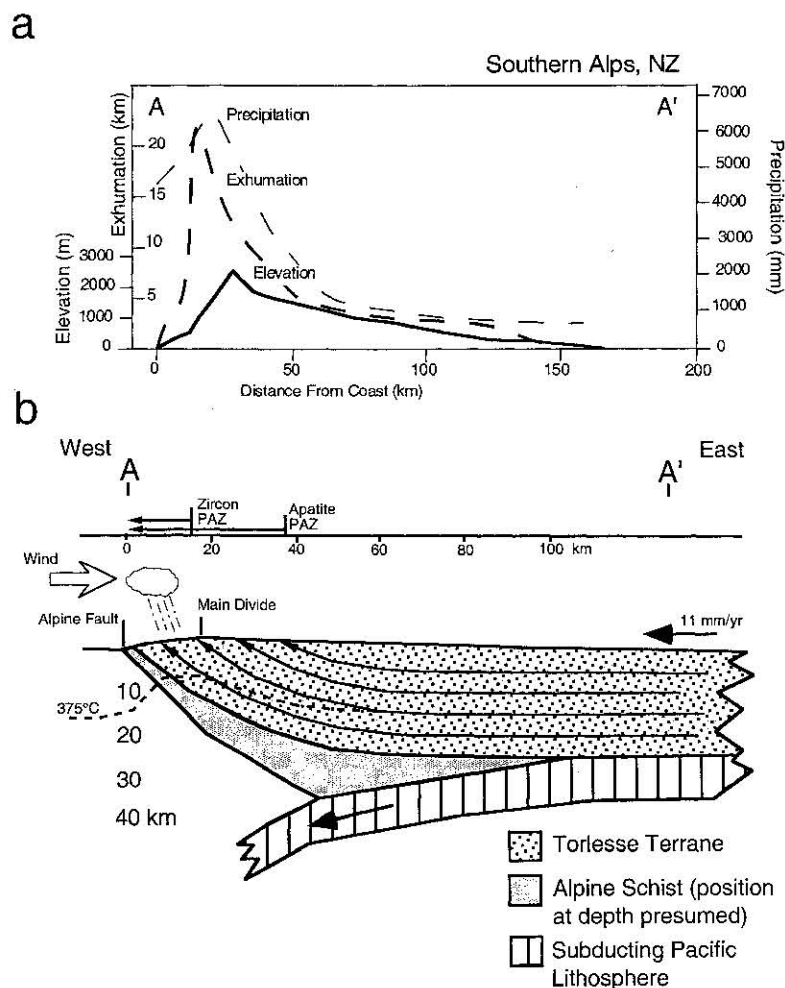 a
Southern Alps, NZ
A
A'
Precipitation
Exhumation
Elevation
Exhumation (km)
20
15
10
5
Elevation (m)
3000
2000
1000
0
7000
6000
5000
4000
3000
2000
1000
0
Precipitation (mm)
0
50
100
150
200
Distance From Coast (km)
b
West
East
A
A'
Zircon
PAZ
Apatite
PAZ
0
20
40
60
80
100
km
Wind
Alpine Fault
Main Divide
11 mm/yr
375°C
10
20
30
40 km
Torlesse Terrane
Alpine Schist (position
at depth presumed)
Subducting Pacific
Lithosphere